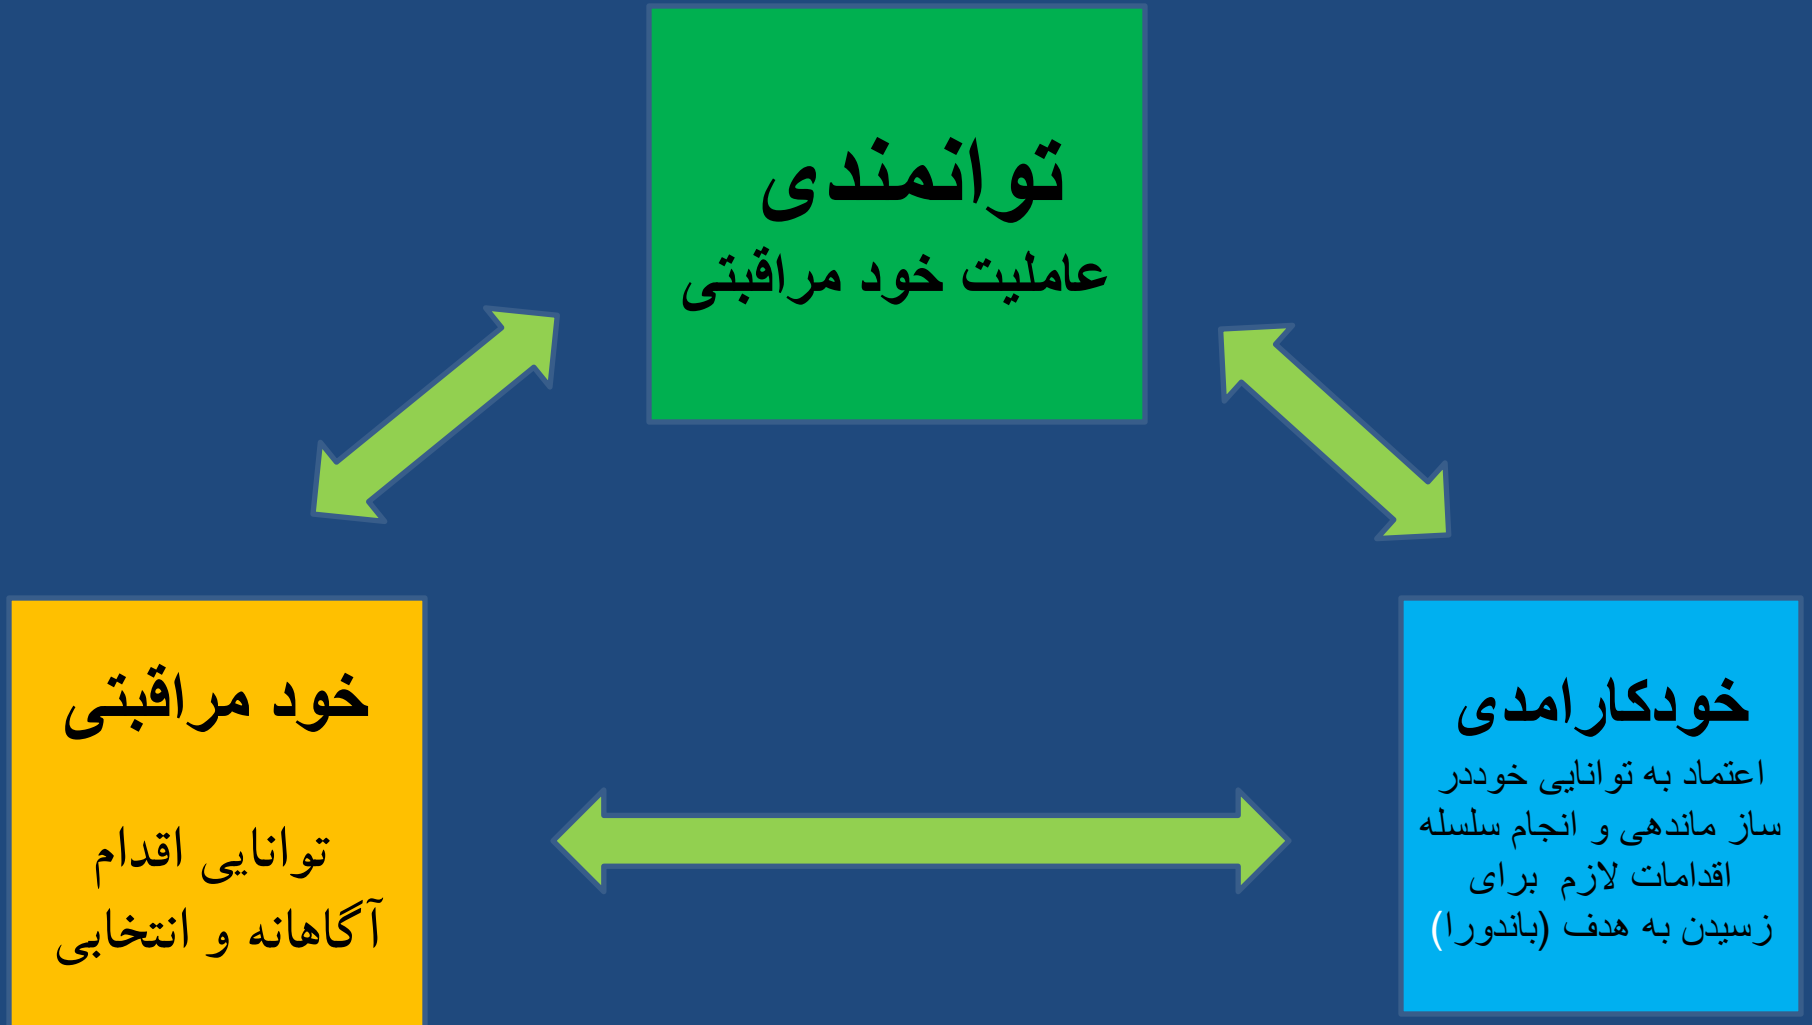 توانمندی
عاملیت خود مراقبتی
خودکارامدی
اعتماد به توانایی خوددر
ساز ماندهی و انجام سلسله
اقدامات لازم برای
زسیدن به هدف (باندورا)
خود مراقبتی
توانایی اقدام
آگاهانه و انتخابی